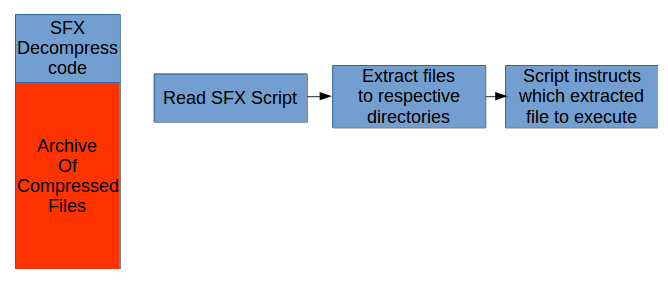 SFX
Decompress
code
Archive
Of
Compressed
Files
Read SFX Script
Extract files
to respective
directories
Script instructs
which extracted
file to execute